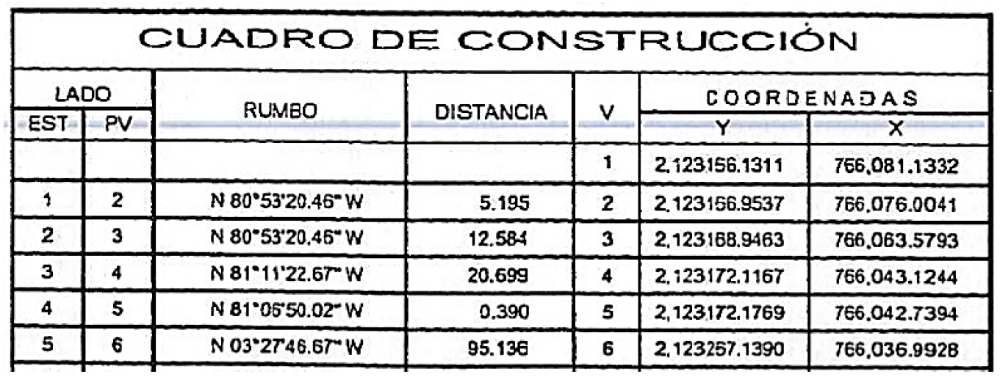 CUADRO DE CONSTRUCCIÓN
LADO RUMBO DISTANCIA V COORDENADAS
EST PV Y X
1 2,123166.1311 766,081.1332
1 2 N 80°53'20.46" W 5.195 2 2,123166.9537 766,076.0041
2 3 N 80°53'20.46" W 12.584 3 2,123168.9463 766,063.5793
3 4 N 81°11'22.67" W 20.699 4 2,123172.1167 766,043.1244
4 5 N 81°06'50.02" W 0.390 5 2,123172.1769 766,042.7394
5 6 N 03°27'46.67" W 95.136 6 2,123267.1390 766,036.9928